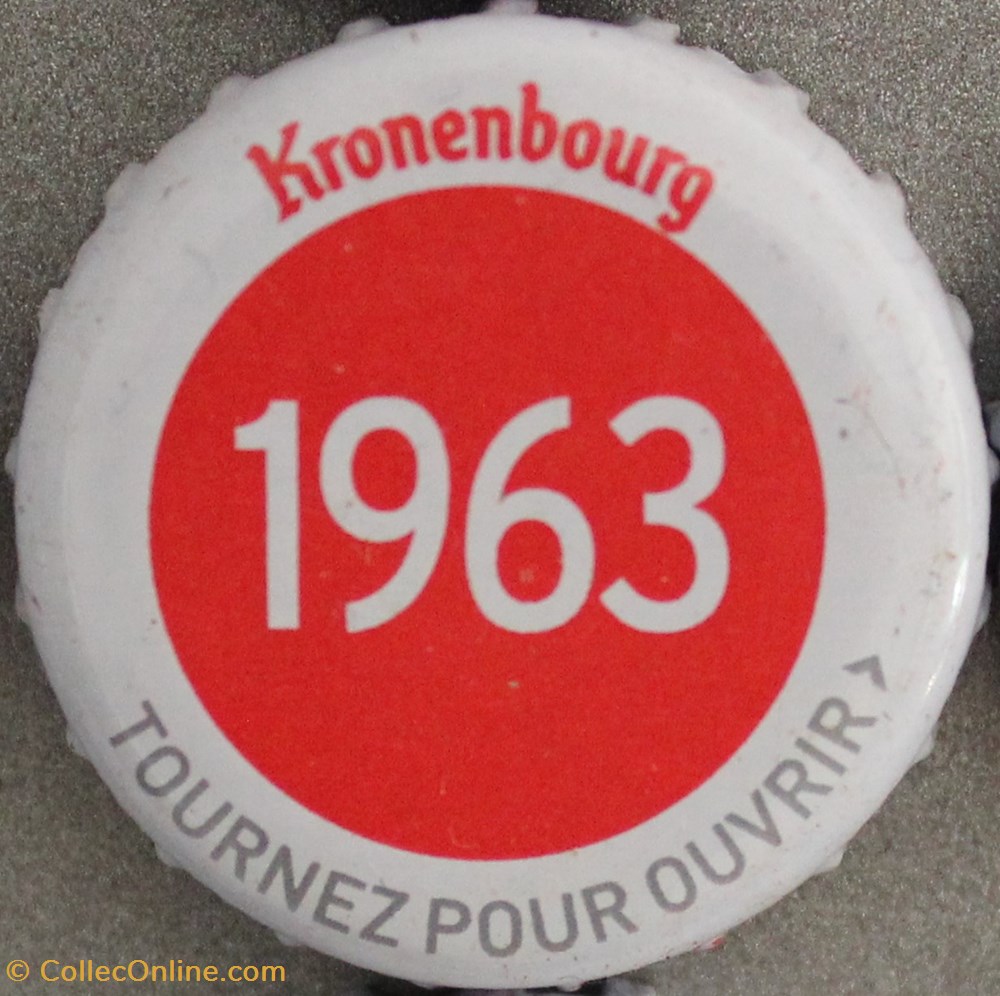 Kronenbourg
1963
TOURNEZ POUR OUVRIR >
© CollecOnline.com